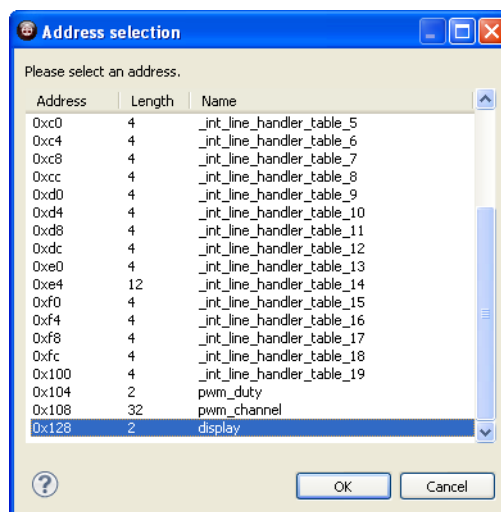 Address selection
Please select an address.
Address Length Name
0xc0 4 _int_line_handler_table_5
0xc4 4 _int_line_handler_table_6
0xc8 4 _int_line_handler_table_7
0xcc 4 _int_line_handler_table_8
0xd0 4 _int_line_handler_table_9
0xd4 4 _int_line_handler_table_10
0xd8 4 _int_line_handler_table_11
0xdc 4 _int_line_handler_table_12
0xe0 4 _int_line_handler_table_13
0xe4 12 _int_line_handler_table_14
0xf0 4 _int_line_handler_table_15
0xf4 4 _int_line_handler_table_16
0xf8 4 _int_line_handler_table_17
0xfc 4 _int_line_handler_table_18
0x100 4 _int_line_handler_table_19
0x104 2 pwm_duty
0x108 32 pwm_channel
0x128 2 display
? OK Cancel